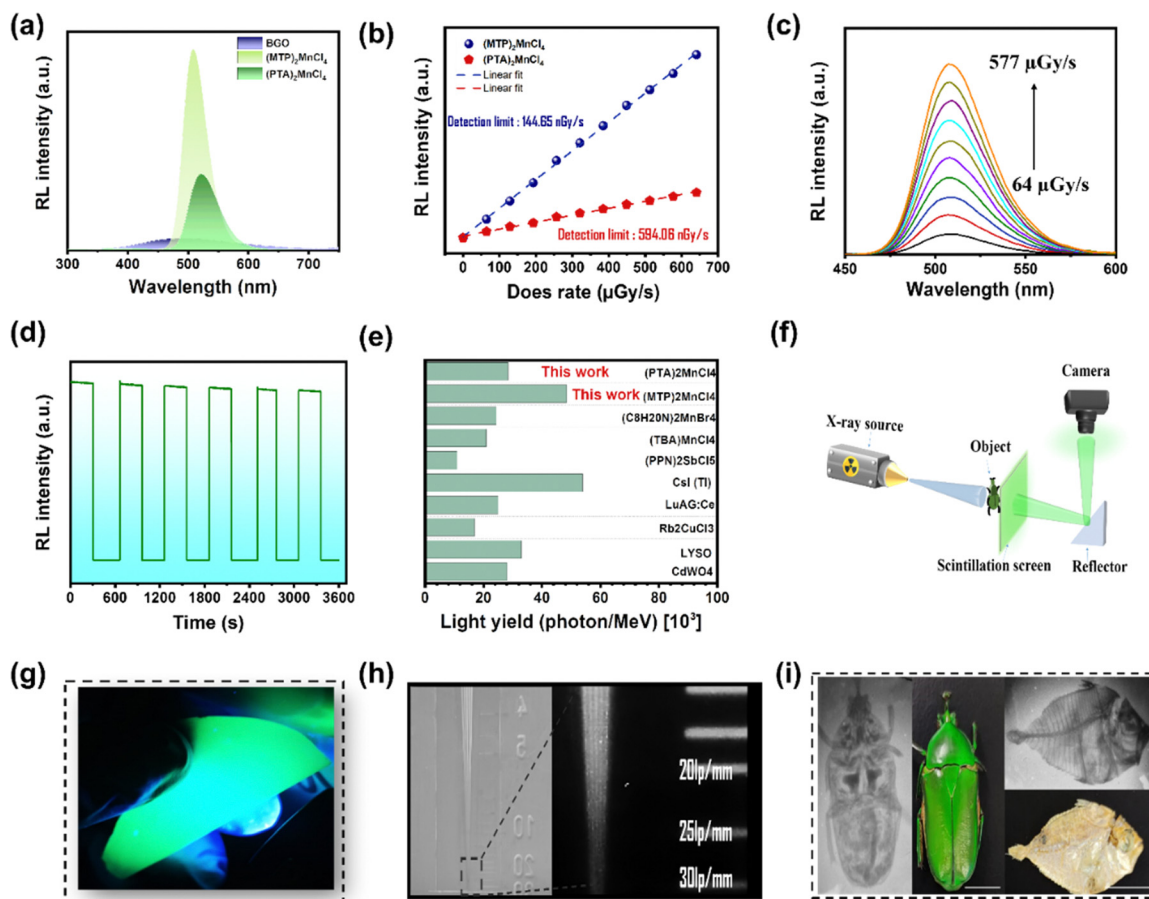 (a)
BGO
(MTP)₂MnCl₄
(PTA)₂MnCl₄
RL intensity (a.u.)
300 400 500 600 700
Wavelength (nm)
(b)
(MTP)₂MnCl₄
(PTA)₂MnCl₄
Linear fit
Linear fit
Detection limit : 144.65 nGy/s
Detection limit : 594.06 nGy/s
RL intensity (a.u.)
0 100 200 300 400 500 600 700
Does rate (µGy/s)
(c)
577 µGy/s
64 µGy/s
RL intensity (a.u.)
450 500 550 600
Wavelength (nm)
(d)
RL intensity (a.u.)
0 600 1200 1800 2400 3000 3600
Time (s)
(e)
This work (PTA)2MnCl4
This work (MTP)2MnCl4
(C8H20N)2MnBr4
(TBA)MnCl4
(PPN)2SbCl5
CsI (Tl)
LuAG:Ce
Rb2CuCl3
LYSO
CdWO4
0 20 40 60 80 100
Light yield (photon/MeV) [10³]
(f)
Camera
X-ray source
Object
Scintillation screen
Reflector
(g)
(h)
4
5
10
20
20lp/mm
25lp/mm
30lp/mm
(i)